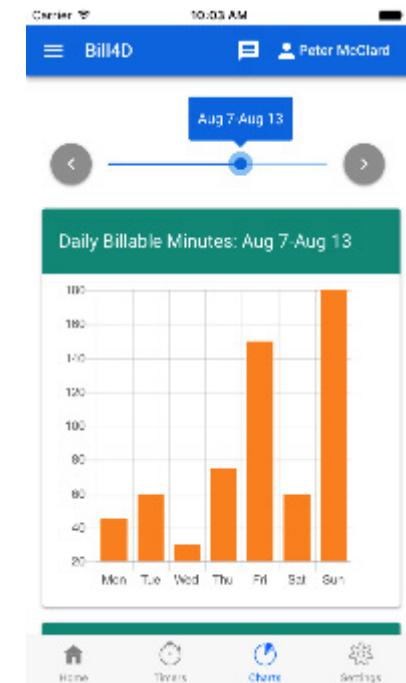 Carrier 10:03 AM
Bill4D Peter McClard
Aug 7-Aug 13
Daily Billable Minutes: Aug 7-Aug 13
180
160
140
120
100
80
60
40
20
Mon Tue Wed Thu Fri Sat Sun
Home Timers Charts Settings